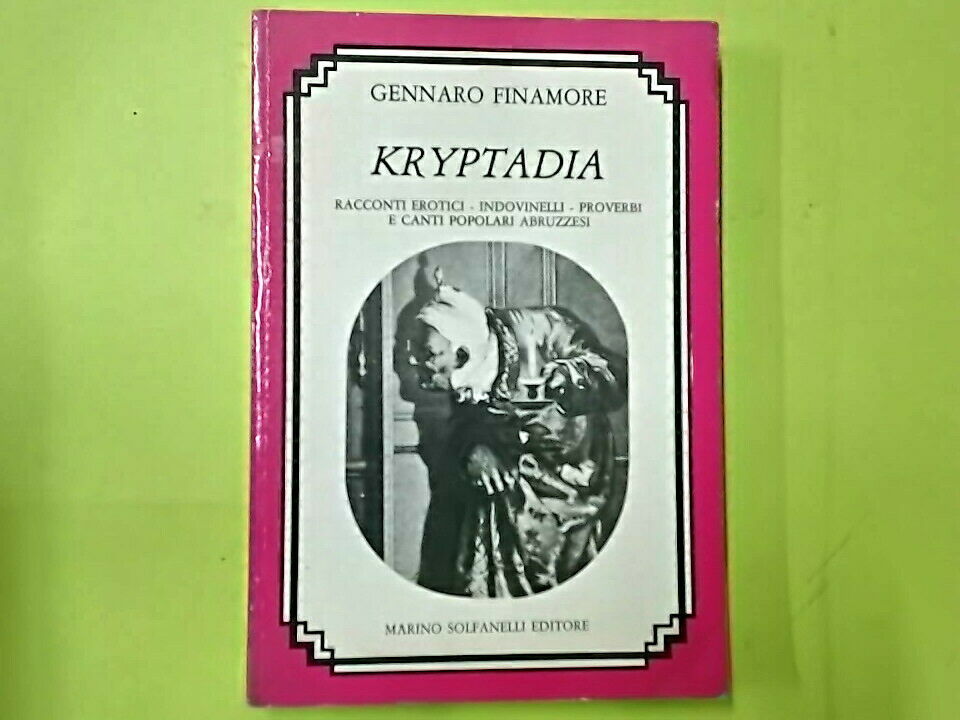 GENNARO FINAMORE
KRYPTADIA
RACCONTI EROTICI - INDOVINELLI - PROVERBI
E CANTI POPOLARI ABRUZZESI
MARINO SOLFANELLI EDITORE